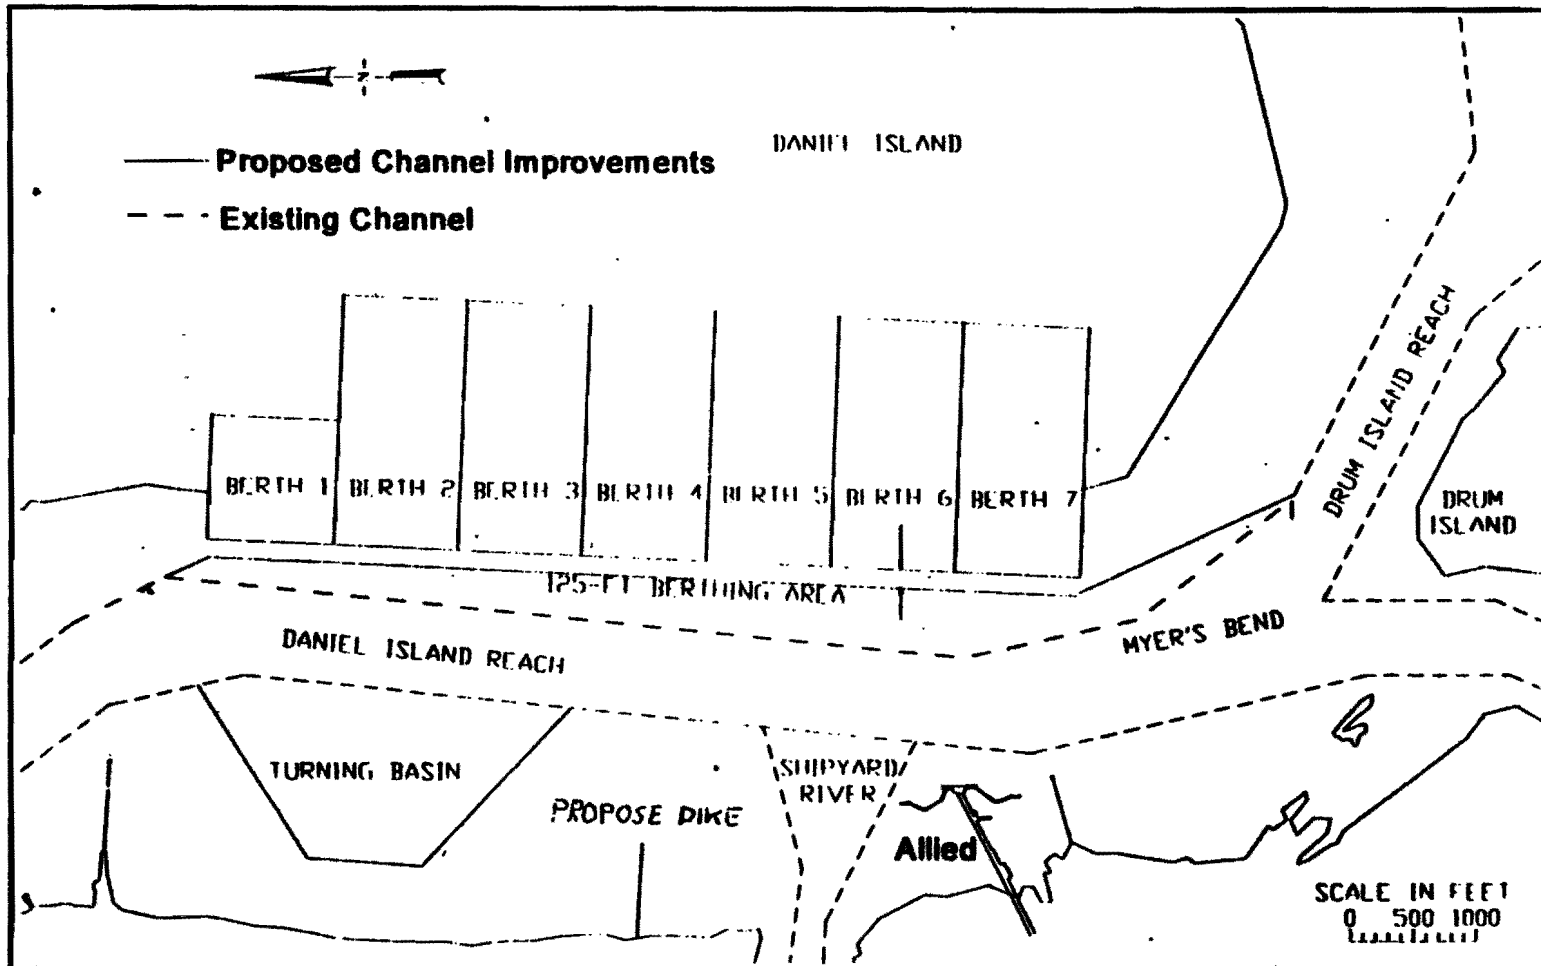 N
DANIEL ISLAND
Proposed Channel Improvements
Existing Channel
DRUM ISLAND REACH
BERTH 1
BERTH 2
BERTH 3
BERTH 4
BERTH 5
BERTH 6
BERTH 7
DRUM
ISLAND
125-FT BERTHING AREA
DANIEL ISLAND REACH
MYER'S BEND
TURNING BASIN
SHIPYARD
RIVER
PROPOSE DIKE
Allied
SCALE IN FEET
0 500 1000